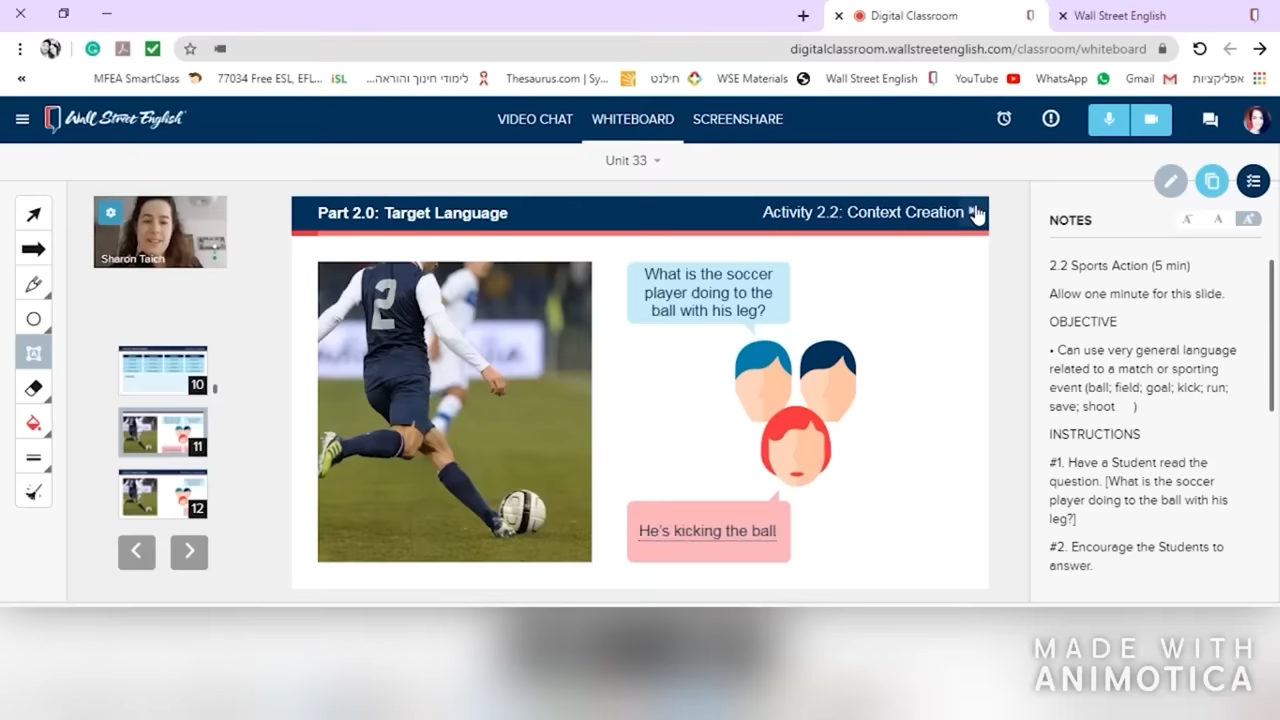 Digital Classroom
Wall Street English
digitalclassroom.wallstreetenglish.com/classroom/whiteboard
MFEA SmartClass
77034 Free ESL, EFL...
iSL
לימודי חינוך והוראה...
Thesaurus.com | Sy...
חילנט
WSE Materials
Wall Street English
YouTube
WhatsApp
Gmail
אפליקציות
Wall Street English
VIDEO CHAT
WHITEBOARD
SCREENSHARE
Unit 33
Sharon Taich
10
11
12
Part 2.0: Target Language
Activity 2.2: Context Creation
2
What is the soccer
player doing to the
ball with his leg?
He's kicking the ball
NOTES
A-
A
A+
2.2 Sports Action (5 min)
Allow one minute for this slide.
OBJECTIVE
• Can use very general language
related to a match or sporting
event (ball; field; goal; kick; run;
save; shoot )
INSTRUCTIONS
#1. Have a Student read the
question. [What is the soccer
player doing to the ball with his
leg?]
#2. Encourage the Students to
answer.
MADE WITH
ANIMOTICA